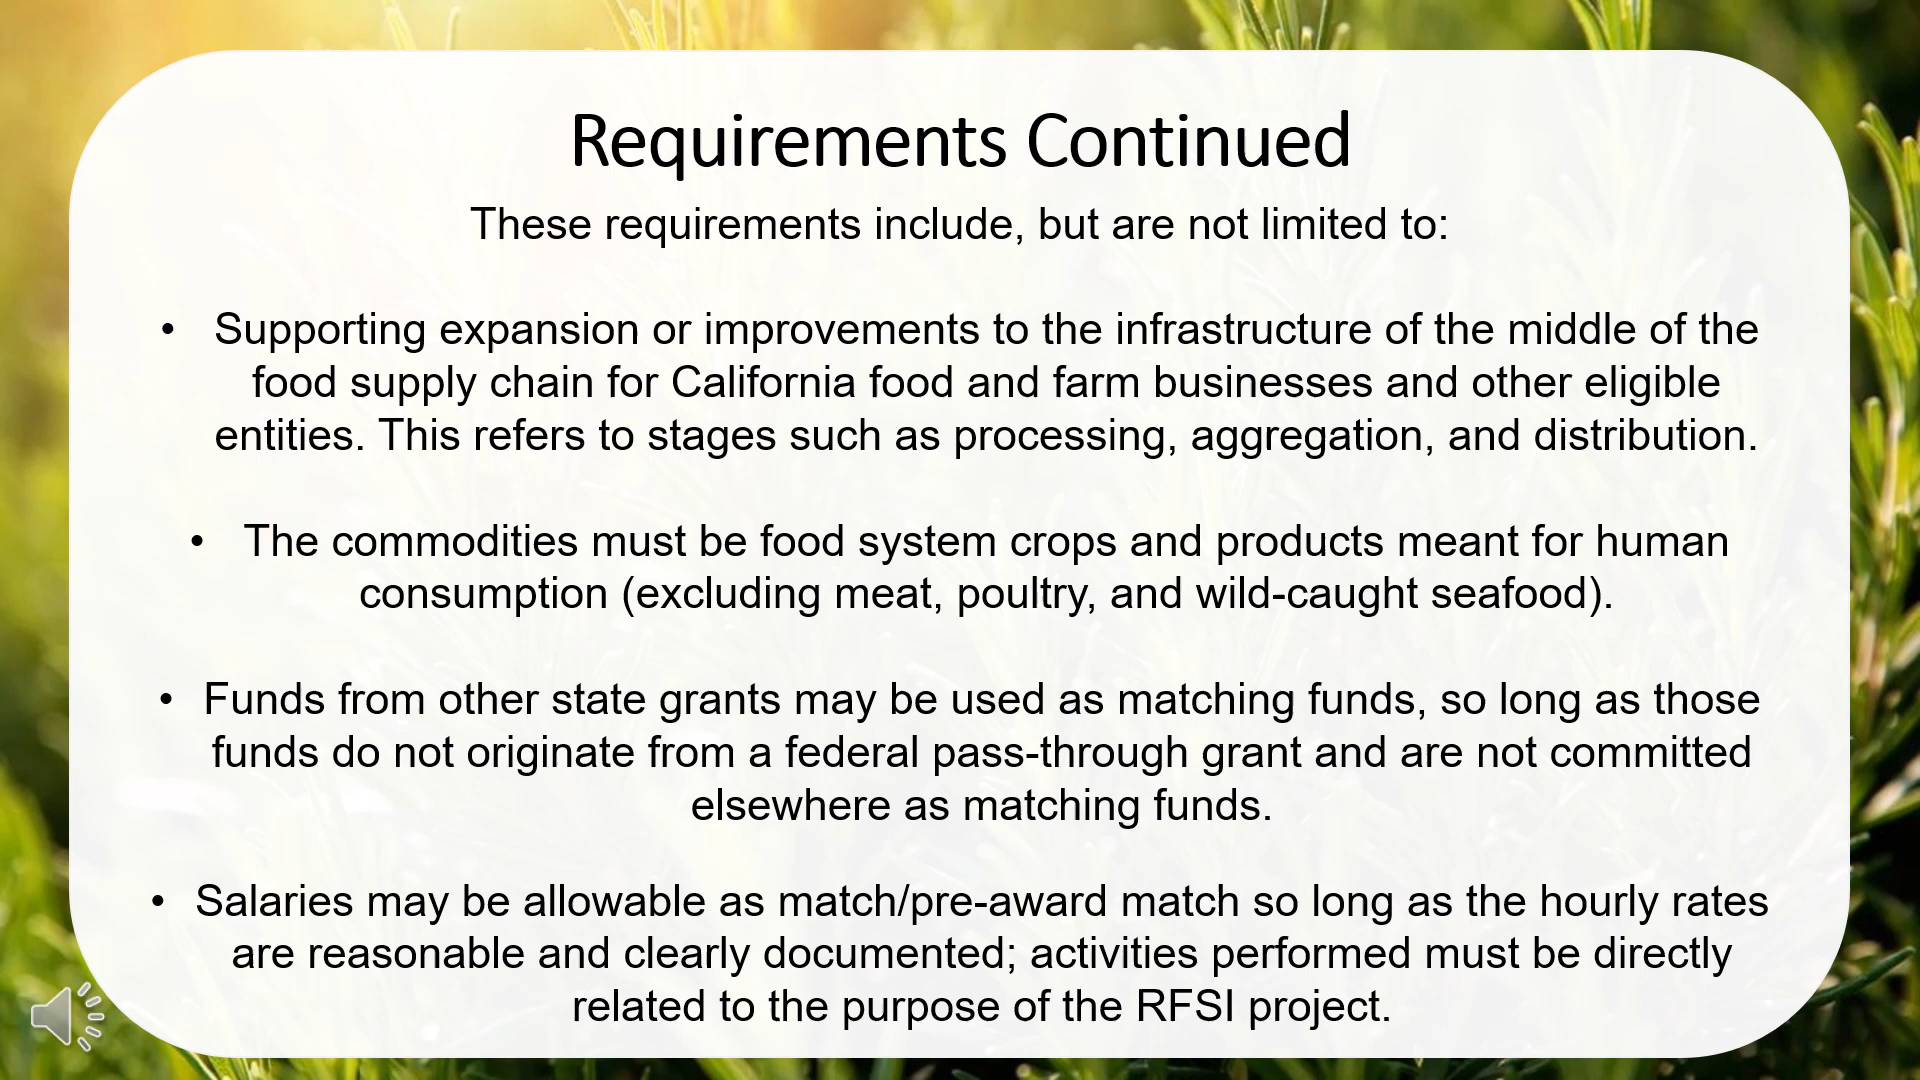 Requirements Continued
These requirements include, but are not limited to:
• Supporting expansion or improvements to the infrastructure of the middle of the
food supply chain for California food and farm businesses and other eligible
entities. This refers to stages such as processing, aggregation, and distribution.
• The commodities must be food system crops and products meant for human
consumption (excluding meat, poultry, and wild-caught seafood).
• Funds from other state grants may be used as matching funds, so long as those
funds do not originate from a federal pass-through grant and are not committed
elsewhere as matching funds.
• Salaries may be allowable as match/pre-award match so long as the hourly rates
are reasonable and clearly documented; activities performed must be directly
related to the purpose of the RFSI project.